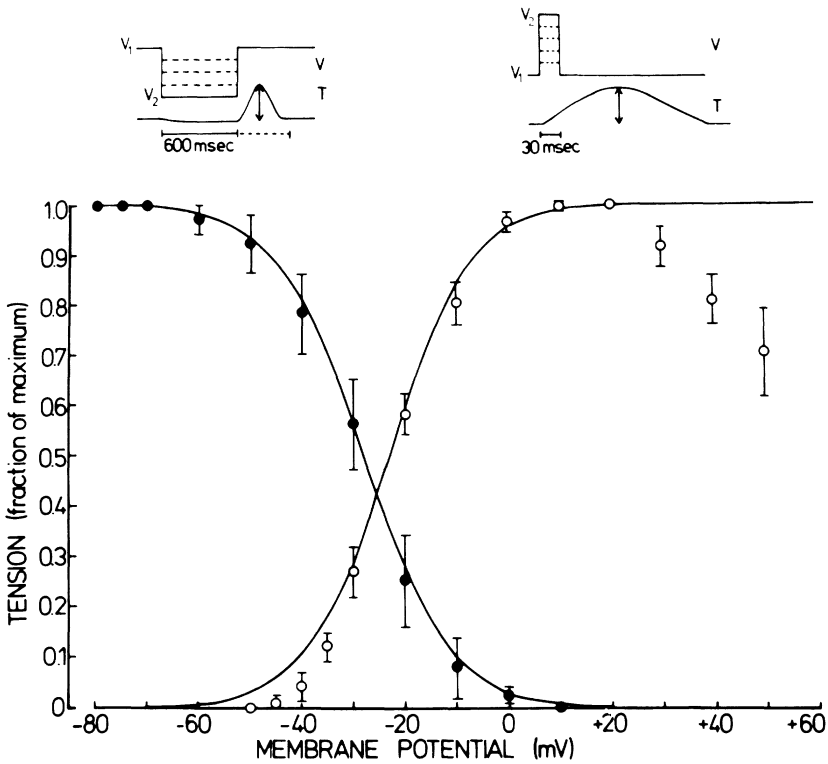 V₁
V
V₂
T
600 msec
V₂
V
V₁
T
30 msec
TENSION (fraction of maximum)
1.0
0.9
0.8
0.7
0.6
0.5
0.4
0.3
0.2
0.1
0
-80 -60 -40 -20 0 +20 +40 +60
MEMBRANE POTENTIAL (mV)